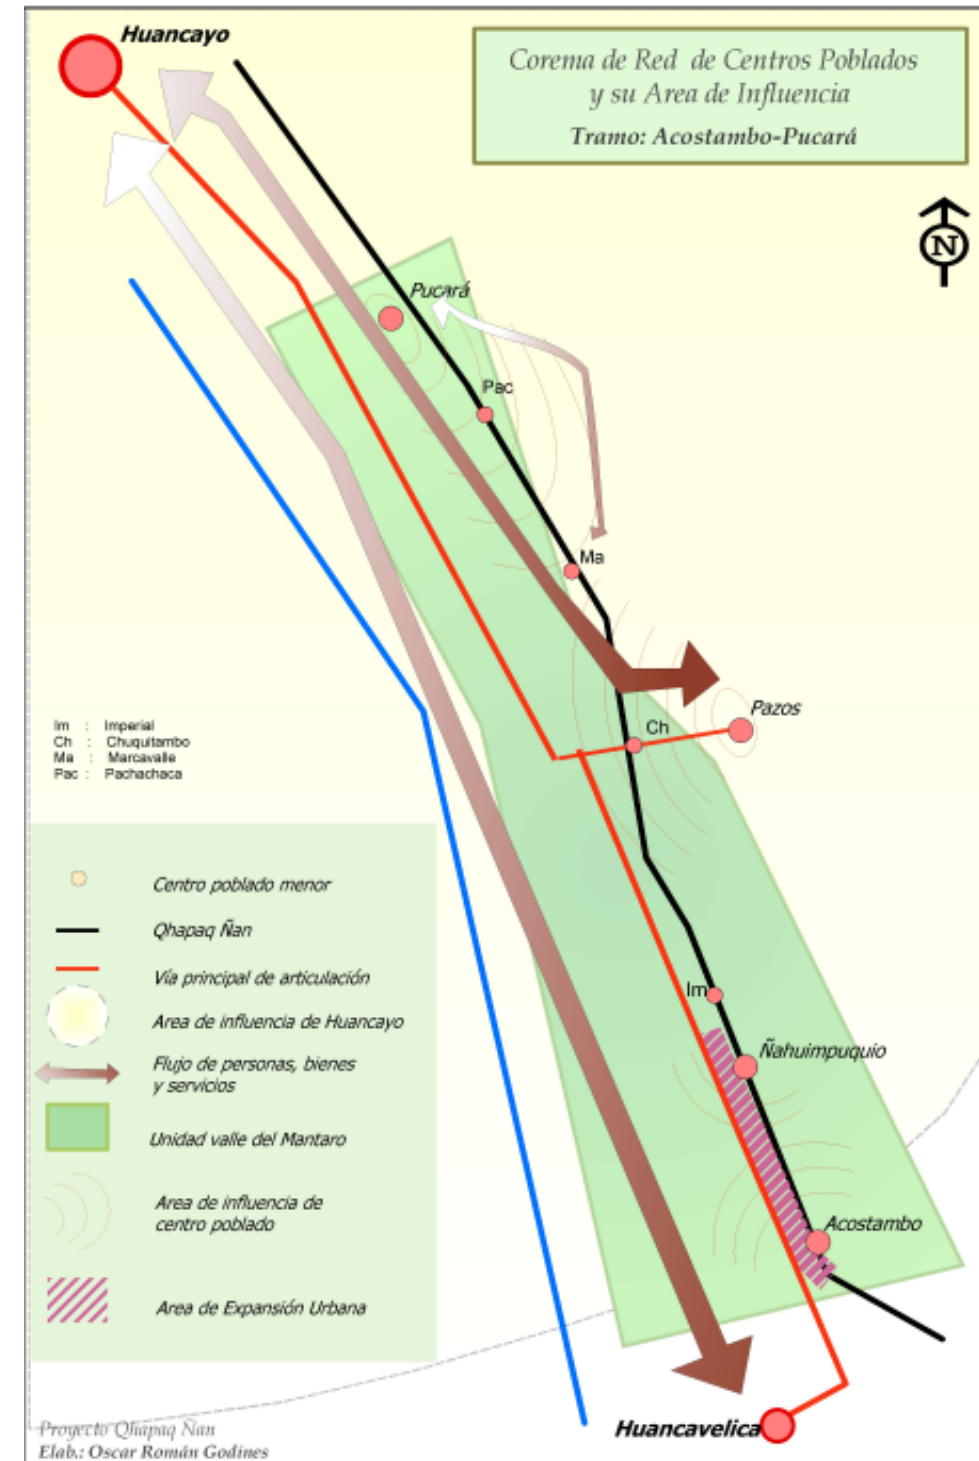 Huancayo
Corema de Red de Centros Poblados
y su Area de Influencia
Tramo: Acostambo-Pucará
N
Pucará
Pac
Ma
Pazos
Ch
Im : Imperial
Ch : Chuquitambo
Ma : Marcavalle
Pac : Pachachaca
Im
Ñahuimpuquio
Acostambo
Centro poblado menor
Qhapaq Ñan
Vía principal de articulación
Area de influencia de Huancayo
Flujo de personas, bienes
y servicios
Unidad valle del Mantaro
Area de influencia de
centro poblado
Area de Expansión Urbana
Huancavelica
Proyecto Qhapaq Ñan
Elab.: Oscar Román Godines